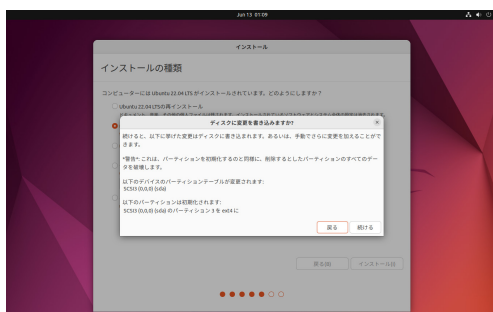 Jun 13 01:09
インストール
インストールの種類
コンピューターには Ubuntu 22.04 LTS がインストールされています。どのようにしますか?
Ubuntu 22.04 LTSの再インストール
ディスクに変更を書き込みますか?
続けると、以下に挙げた変更はディスクに書き込まれます。あるいは、手動でさらに変更を加えることができ
ます。
*警告*: これは、パーティションを初期化するのと同様に、削除するとしたパーティションのすべてのデー
タを破壊します。
以下のデバイスのパーティションテーブルが変更されます:
SCSI3 (0,0,0) (sda)
以下のパーティションは初期化されます:
SCSI3 (0,0,0) (sda) のパーティション 3 を ext4 に
戻る 続ける
戻る(B) インストール(I)